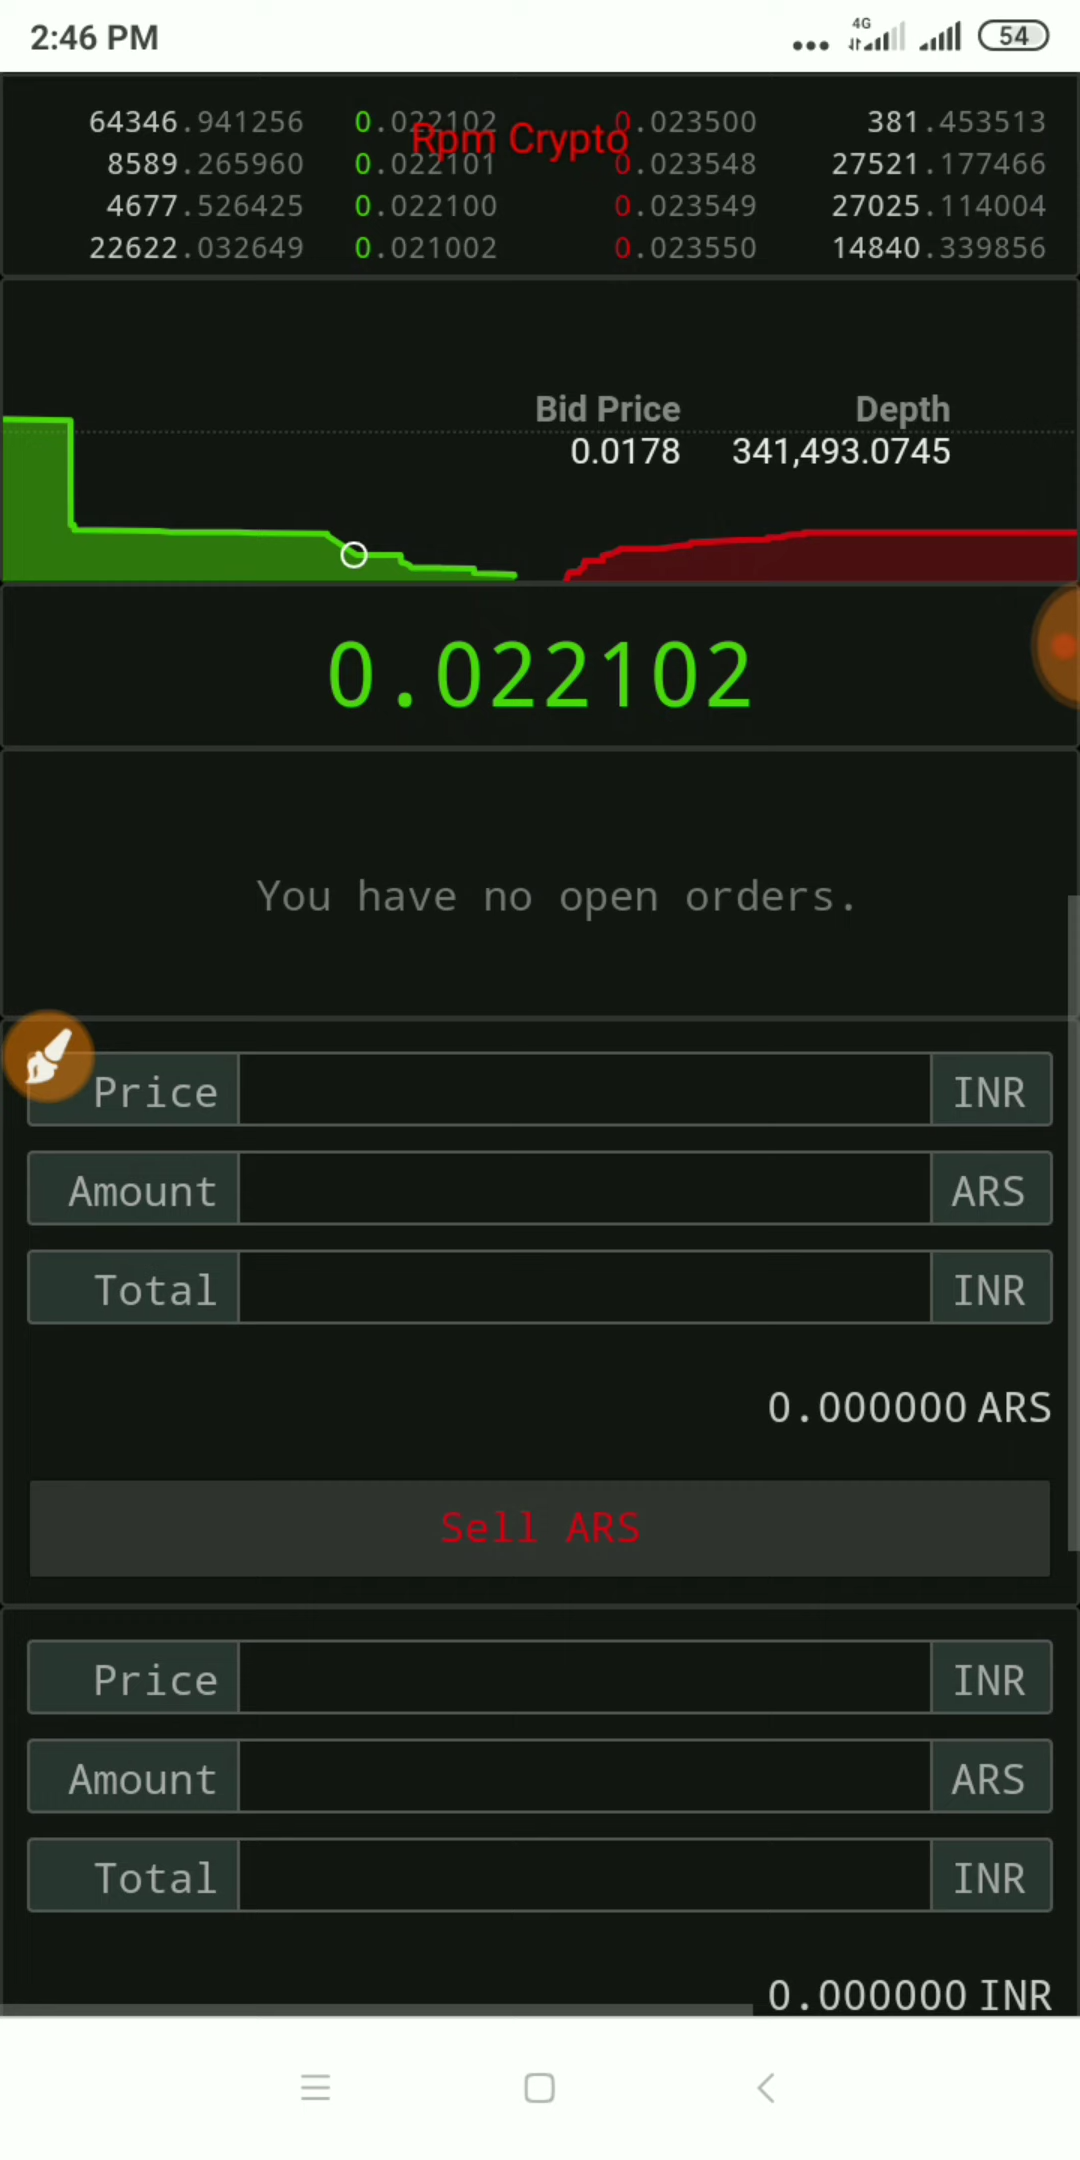 2:46 PM 4G 54
64346.941256 0.022102 0.023500 381.453513
Rpm Crypto
8589.265960 0.022101 0.023548 27521.177466
4677.526425 0.022100 0.023549 27025.114004
22622.032649 0.021002 0.023550 14840.339856
Bid Price Depth
0.0178 341,493.0745
0.022102
You have no open orders.
Price INR
Amount ARS
Total INR
0.000000 ARS
Sell ARS
Price INR
Amount ARS
Total INR
0.000000 INR